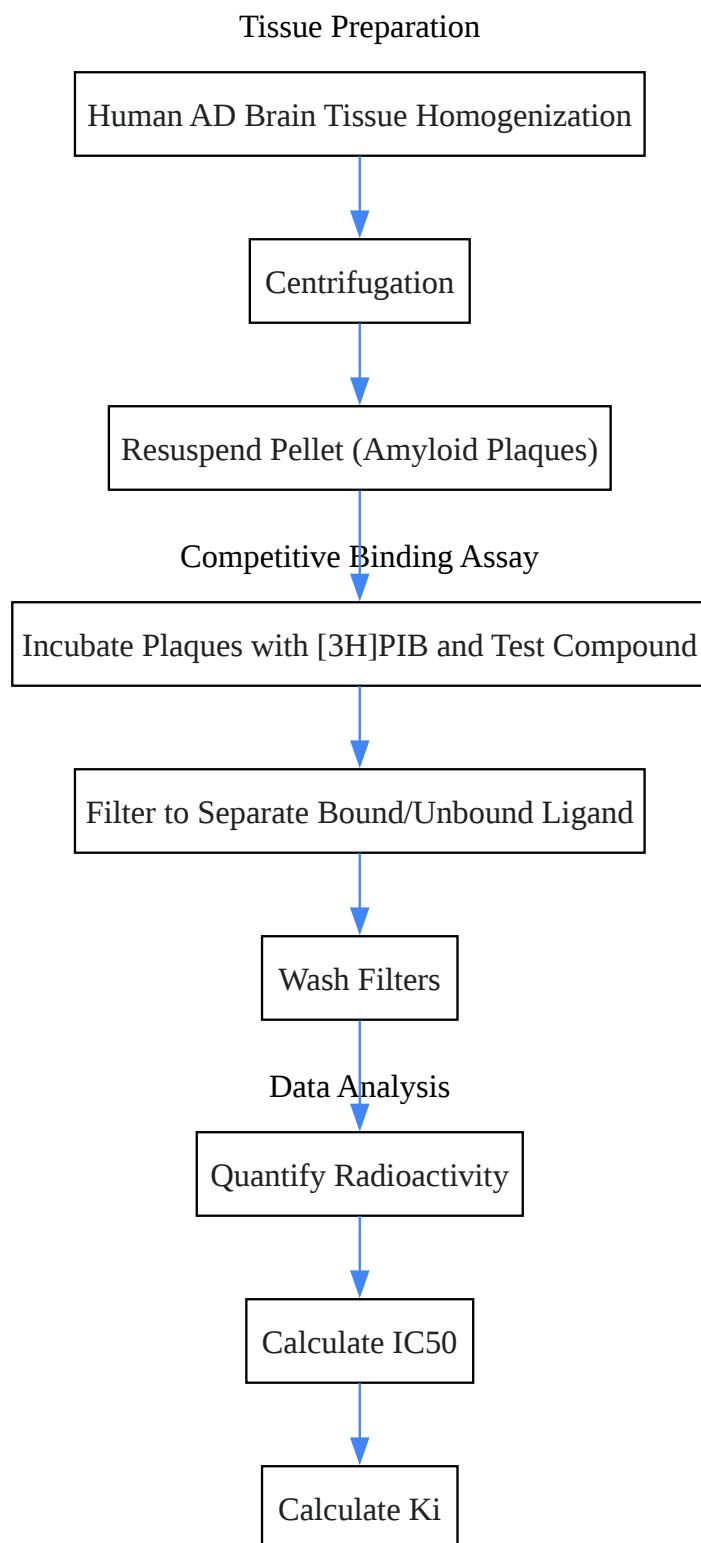 Tissue Preparation
Human AD Brain Tissue Homogenization
Centrifugation
Resuspend Pellet (Amyloid Plaques)
Competitive Binding Assay
Incubate Plaques with [3H]PIB and Test Compound
Filter to Separate Bound/Unbound Ligand
Wash Filters
Data Analysis
Quantify Radioactivity
Calculate IC50
Calculate Ki